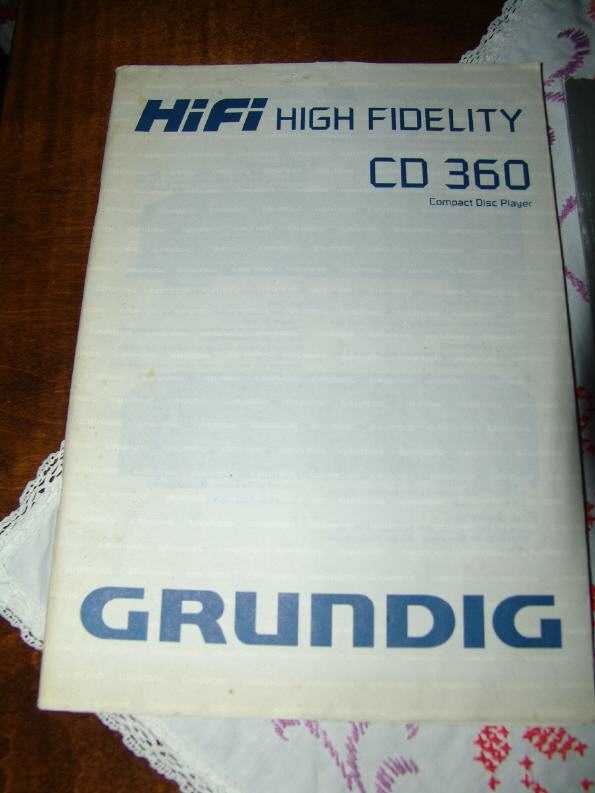 HiFi HIGH FIDELITY
CD 360
Compact Disc Player
GRUNDIG